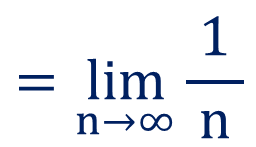 = lim n→∞ 1/n